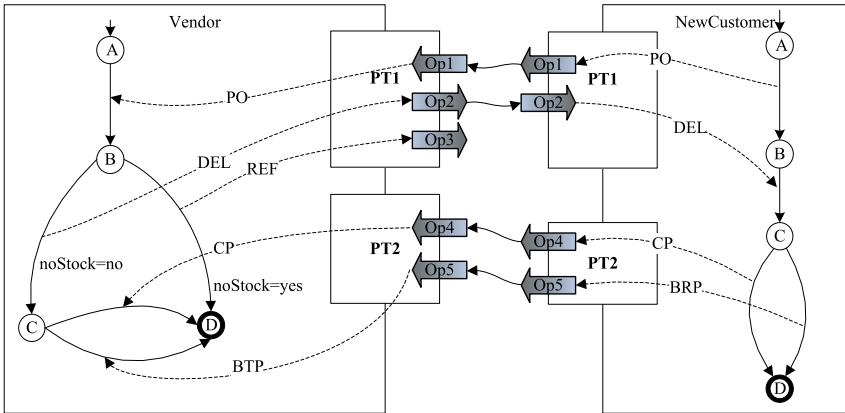 Vendor
NewCustomer
A
A
Op1
Op1
PO
PT1
PT1
PO
Op2
Op2
DEL
Op3
DEL
REF
B
B
Op4
CP
Op4
CP
C
PT2
PT2
noStock=no
Op5
Op5
noStock=yes
BRP
C
D
BTP
D